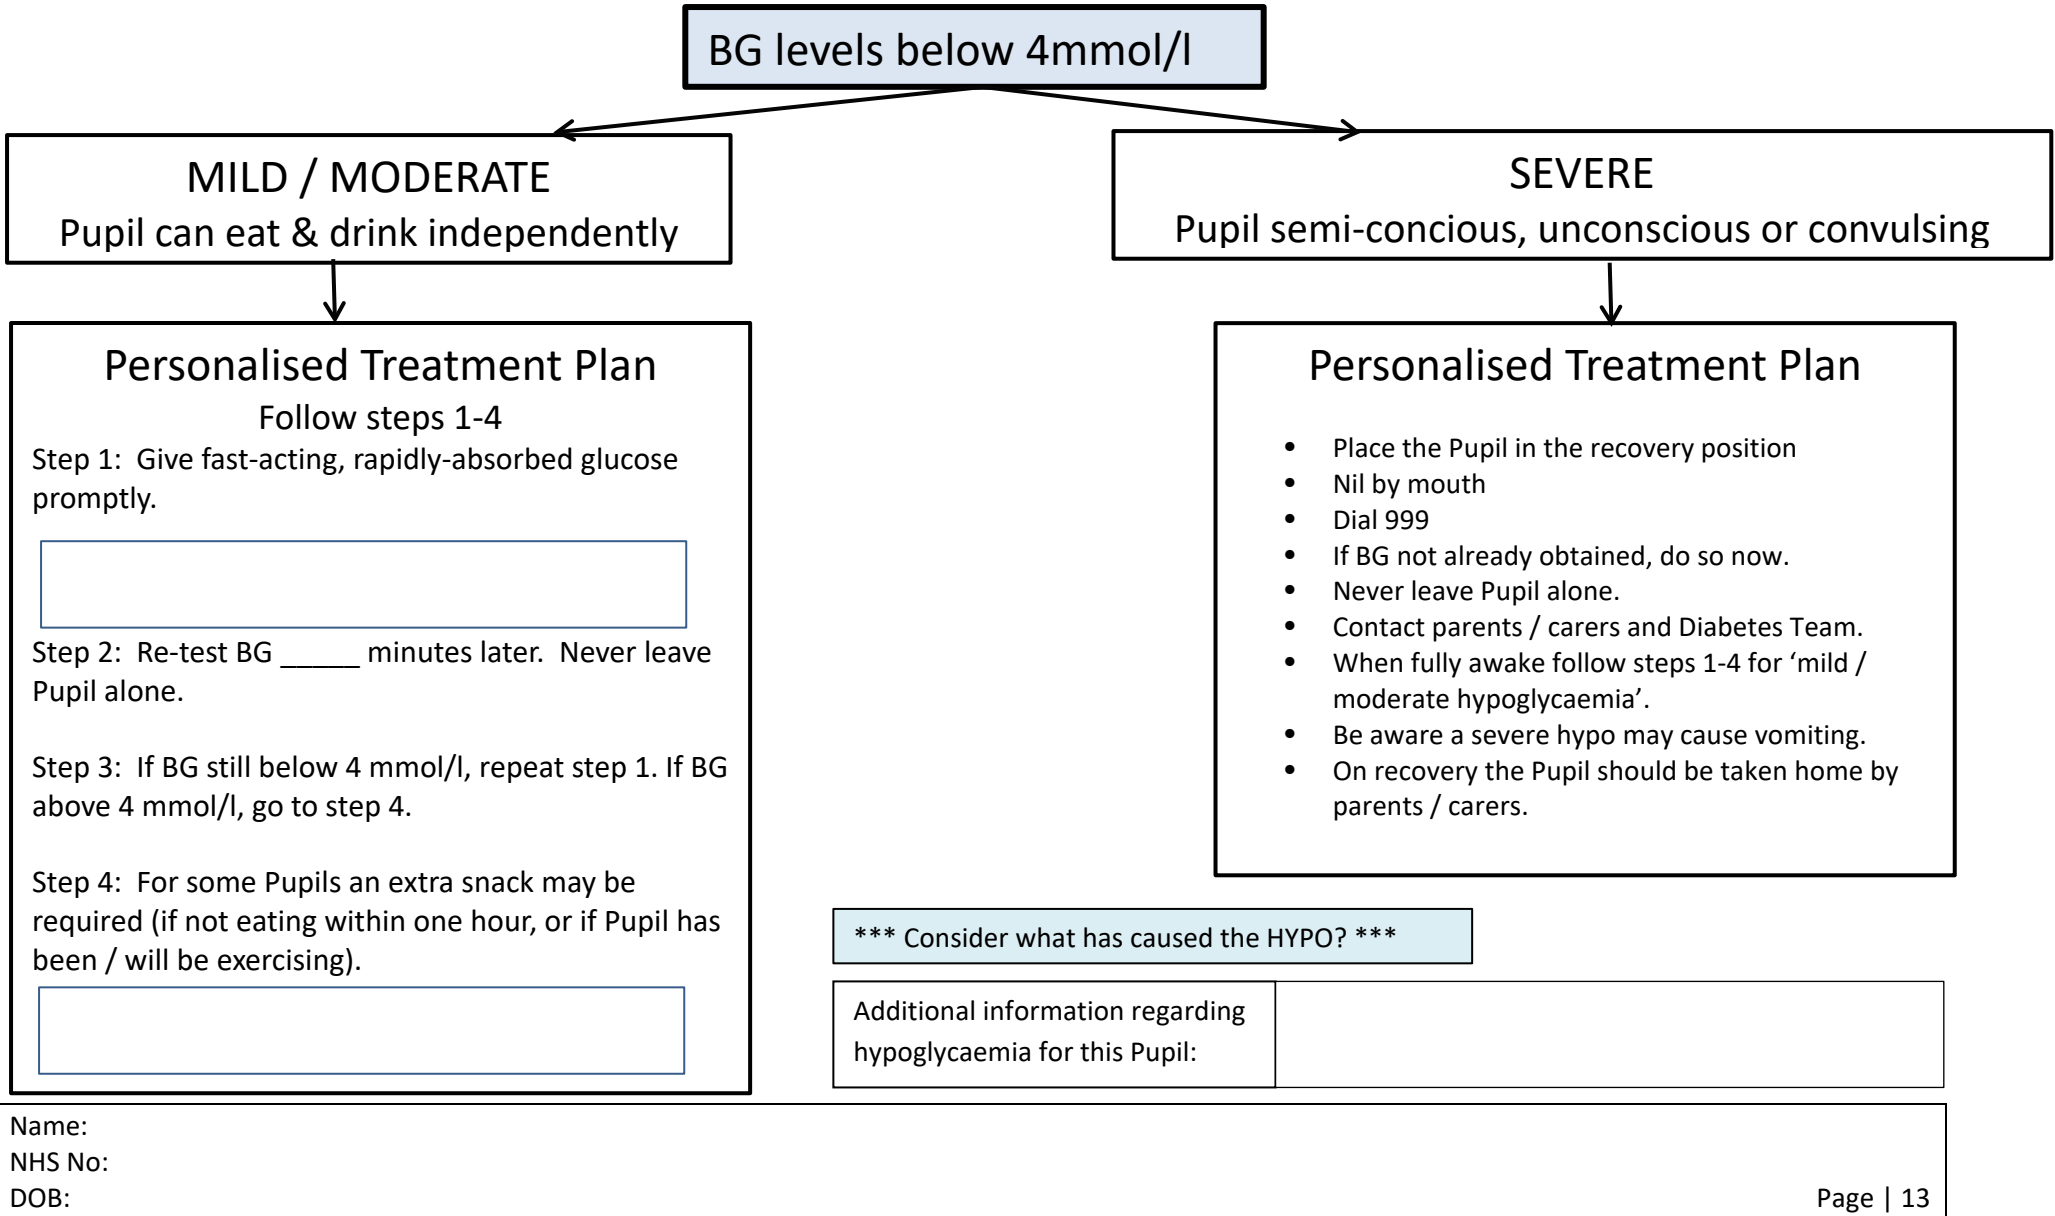 BG levels below 4mmol/l
MILD / MODERATE
Pupil can eat & drink independently
SEVERE
Pupil semi-concious, unconscious or convulsing
Personalised Treatment Plan
Follow steps 1-4
Step 1:  Give fast-acting, rapidly-absorbed glucose
promptly.
Step 2:  Re-test BG _____ minutes later.  Never leave
Pupil alone.
Step 3:  If BG still below 4 mmol/l, repeat step 1. If BG
above 4 mmol/l, go to step 4.
Step 4:  For some Pupils an extra snack may be
required (if not eating within one hour, or if Pupil has
been / will be exercising).
Personalised Treatment Plan
• Place the Pupil in the recovery position
• Nil by mouth
• Dial 999
• If BG not already obtained, do so now.
• Never leave Pupil alone.
• Contact parents / carers and Diabetes Team.
• When fully awake follow steps 1-4 for ‘mild /
moderate hypoglycaemia’.
• Be aware a severe hypo may cause vomiting.
• On recovery the Pupil should be taken home by
parents / carers.
*** Consider what has caused the HYPO? ***
Additional information regarding
hypoglycaemia for this Pupil:
Name:
NHS No:
DOB:
Page | 13